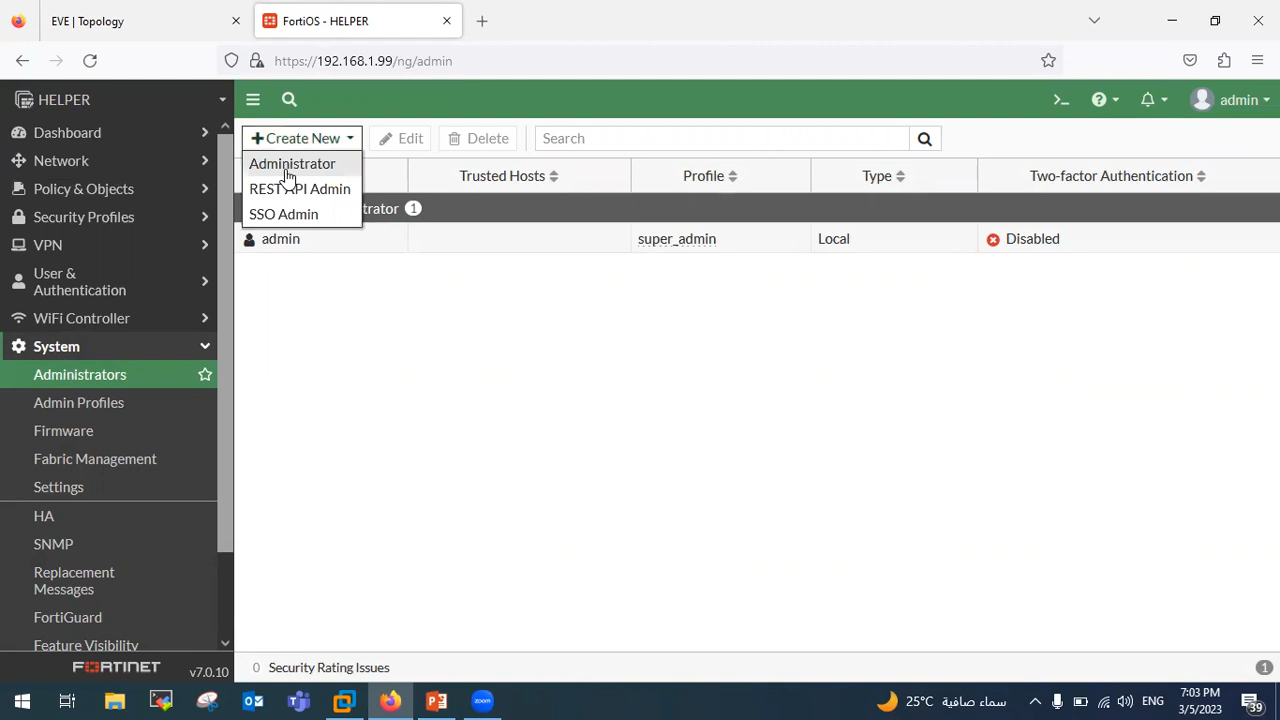 EVE | Topology
FortiOS - HELPER
https://192.168.1.99/ng/admin
HELPER
admin
Dashboard
Network
Policy & Objects
Security Profiles
VPN
User &
Authentication
WiFi Controller
System
Administrators
Admin Profiles
Firmware
Fabric Management
Settings
HA
SNMP
Replacement
Messages
FortiGuard
Feature Visibility
FORTINET v7.0.10
Create New Edit Delete Search
Administrator
REST API Admin
SSO Admin
Trusted Hosts Profile Type Two-factor Authentication
1
admin super_admin Local Disabled
0 Security Rating Issues 1
25°C سماء صافية ENG 7:03 PM
3/5/2023 39